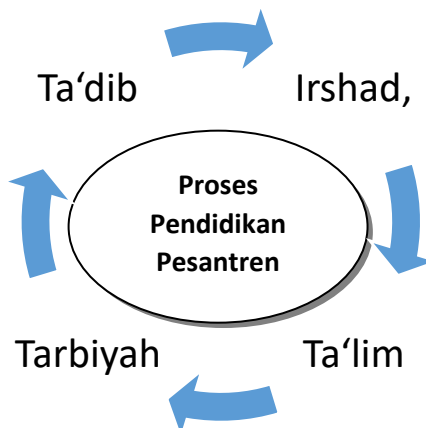 Ta‘dib
Irshad,
Proses
Pendidikan
Pesantren
Tarbiyah
Ta‘lim